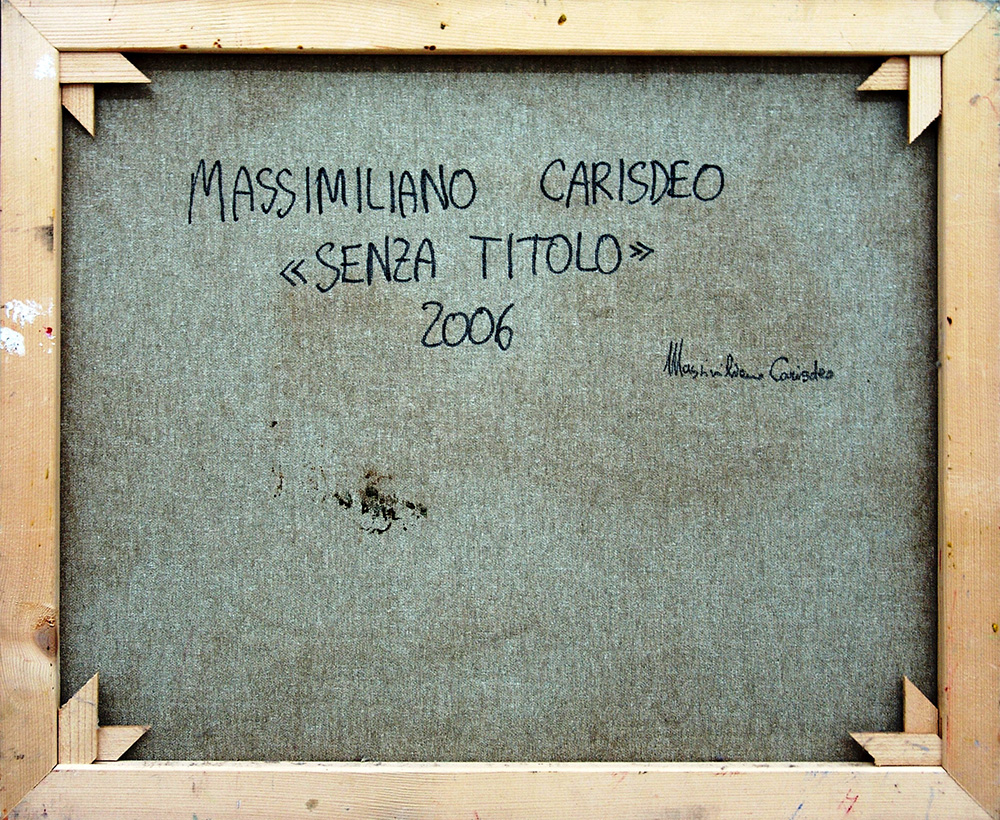 MASSIMILIANO CARISDEO
«SENZA TITOLO»
2006
Massimiliano Carisdeo